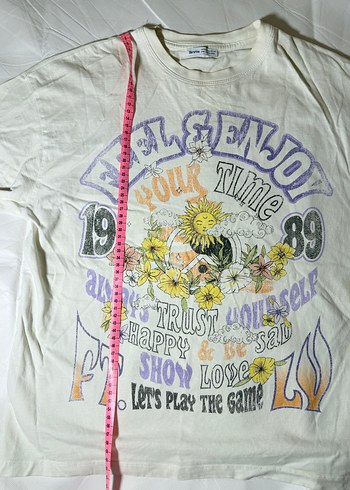 FEEL & ENJOY
YOUR TIME
19 89
ALWAYS TRUST YOURSELF
HAPPY & BE SAD
SHOW LOVE
FT. LV
LET'S PLAY THE GAME